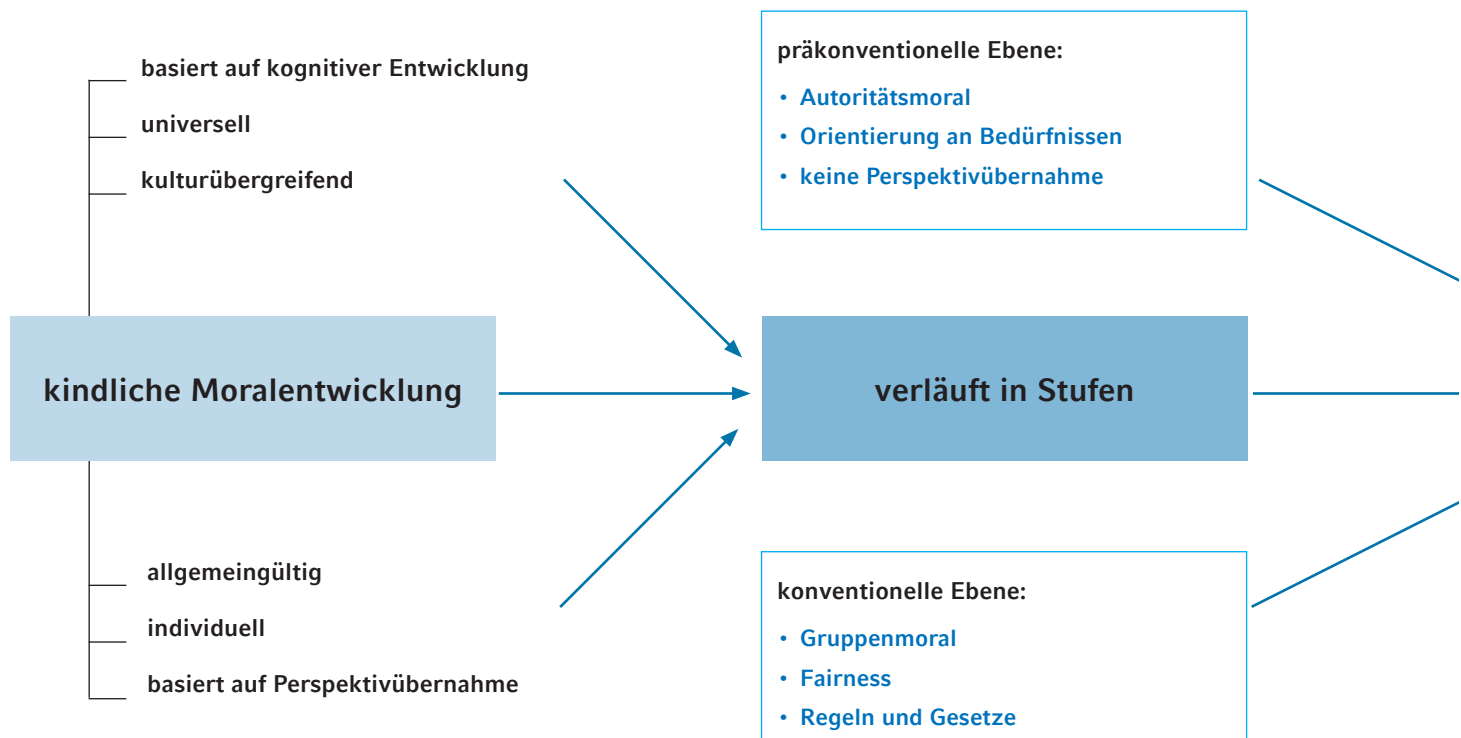 basiert auf kognitiver Entwicklung
universell
kulturübergreifend
kindliche Moralentwicklung
allgemeingültig
individuell
basiert auf Perspektivübernahme
präkonventionelle Ebene:
• Autoritätsmoral
• Orientierung an Bedürfnissen
• keine Perspektivübernahme
verläuft in Stufen
konventionelle Ebene:
• Gruppenmoral
• Fairness
• Regeln und Gesetze